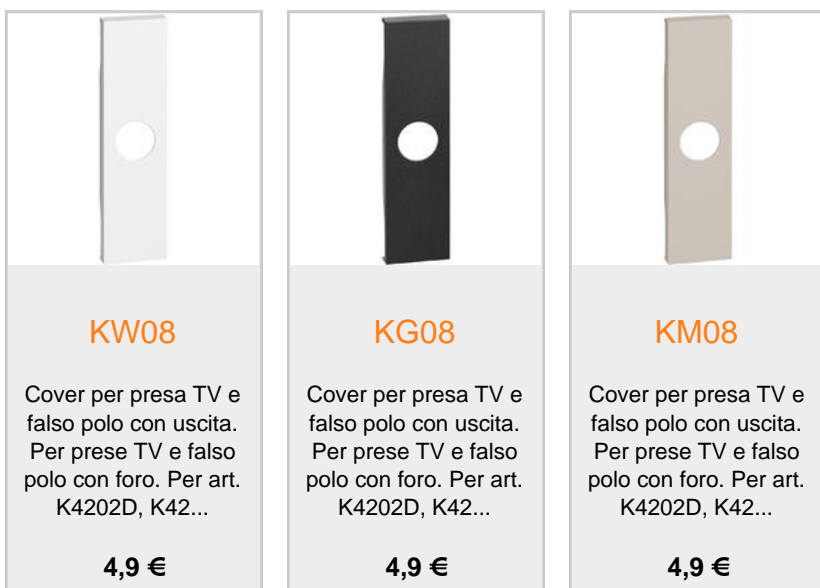 KW08
Cover per presa TV e
falso polo con uscita.
Per prese TV e falso
polo con foro. Per art.
K4202D, K42...
4,9 €
KG08
Cover per presa TV e
falso polo con uscita.
Per prese TV e falso
polo con foro. Per art.
K4202D, K42...
4,9 €
KM08
Cover per presa TV e
falso polo con uscita.
Per prese TV e falso
polo con foro. Per art.
K4202D, K42...
4,9 €